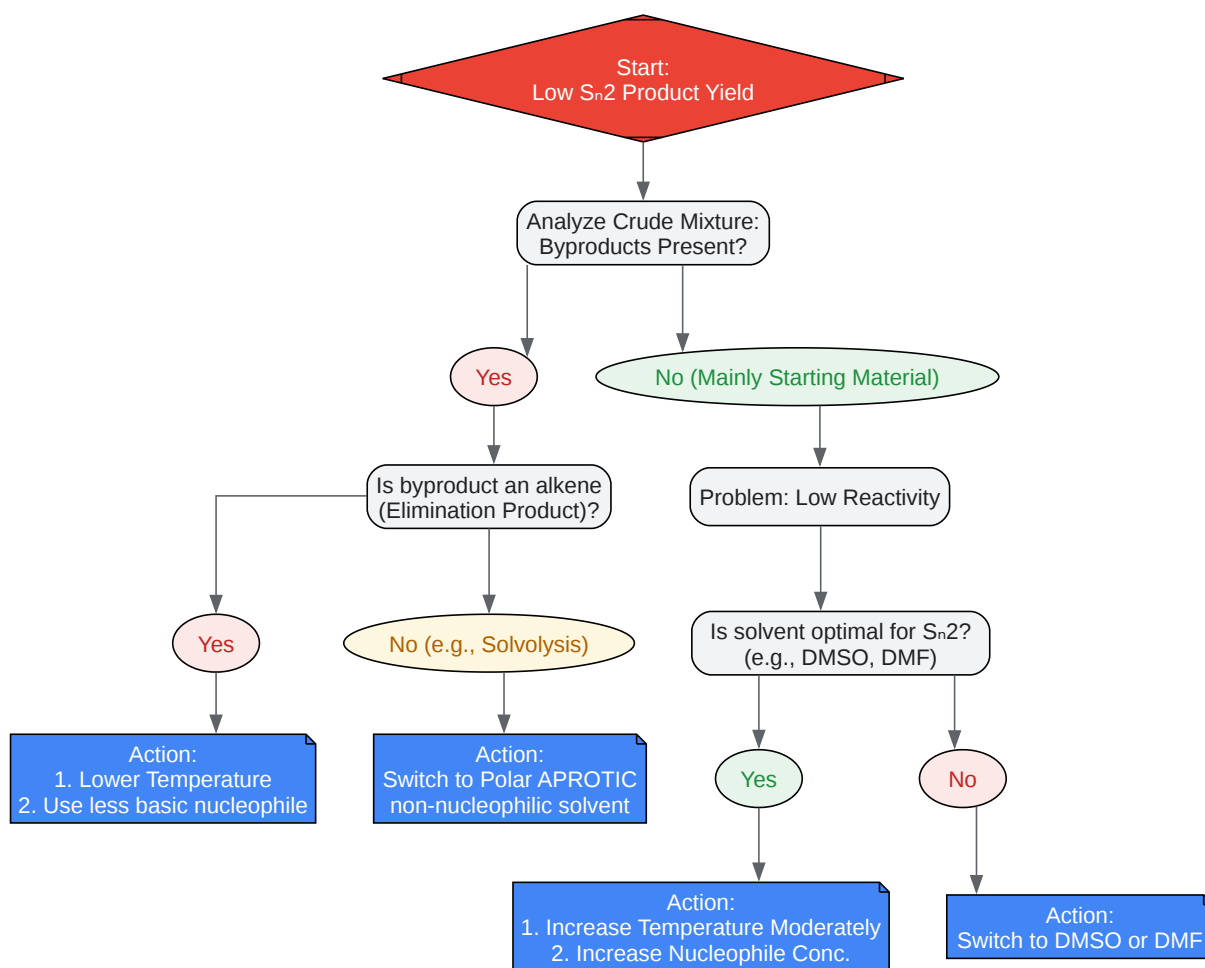 Start:
Low Sₙ2 Product Yield
Analyze Crude Mixture:
Byproducts Present?
Yes
No (Mainly Starting Material)
Is byproduct an alkene
(Elimination Product)?
Problem: Low Reactivity
Yes
No (e.g., Solvolysis)
Is solvent optimal for Sₙ2?
(e.g., DMSO, DMF)
Action:
1. Lower Temperature
2. Use less basic nucleophile
Action:
Switch to Polar APROTIC
non-nucleophilic solvent
Yes
No
Action:
1. Increase Temperature Moderately
2. Increase Nucleophile Conc.
Action:
Switch to DMSO or DMF